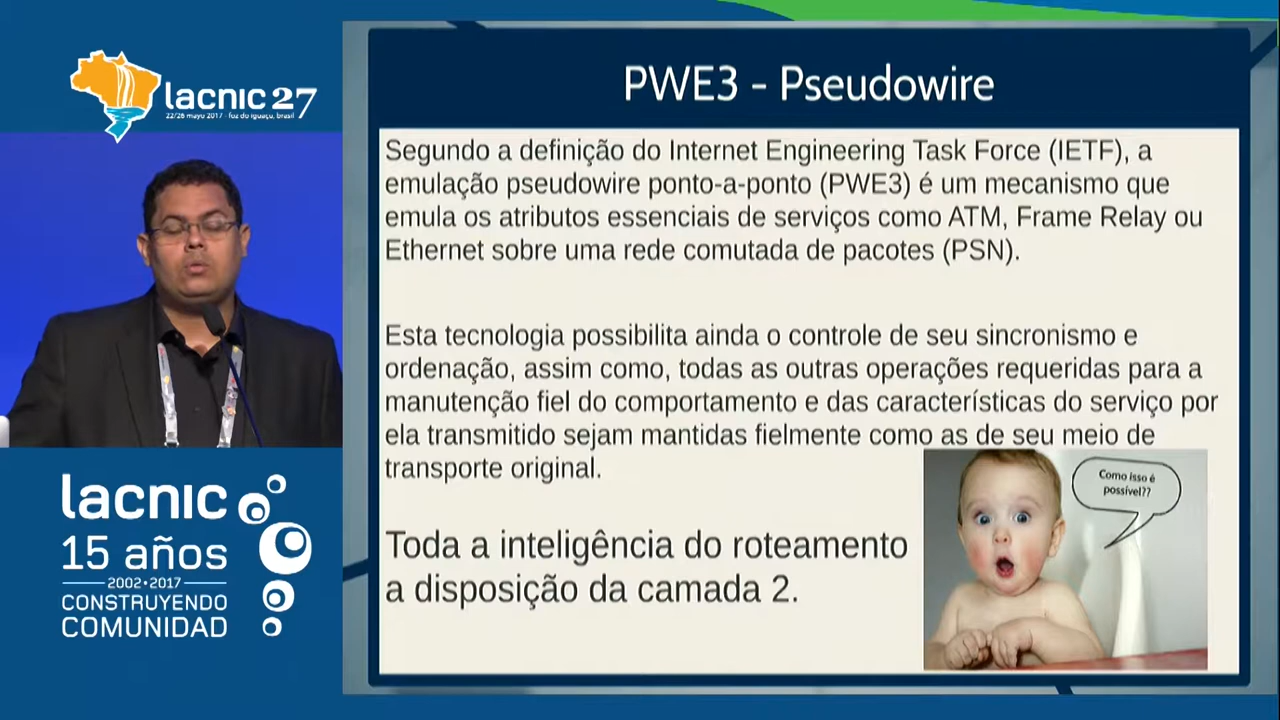 lacnic 27
22/26 mayo 2017 - foz do iguaçu, brasil
PWE3 - Pseudowire
Segundo a definição do Internet Engineering Task Force (IETF), a
emulação pseudowire ponto-a-ponto (PWE3) é um mecanismo que
emula os atributos essenciais de serviços como ATM, Frame Relay ou
Ethernet sobre uma rede comutada de pacotes (PSN).
Esta tecnologia possibilita ainda o controle de seu sincronismo e
ordenação, assim como, todas as outras operações requeridas para a
manutenção fiel do comportamento e das características do serviço por
ela transmitido sejam mantidas fielmente como as de seu meio de
transporte original.
Como isso é
possível??
Toda a inteligência do roteamento
a disposição da camada 2.
lacnic
15 años
2002•2017
CONSTRUYENDO
COMUNIDAD